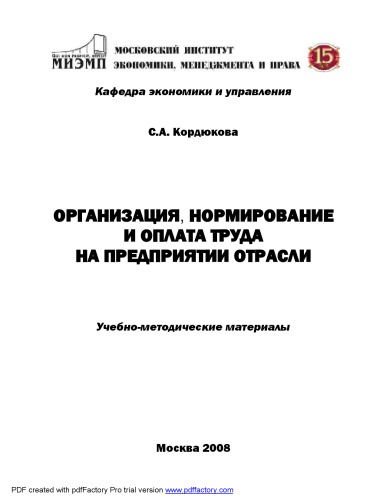 МОСКОВСКИЙ ИНСТИТУТ
МИЭМП ЭКОНОМИКИ, МЕНЕДЖМЕНТА И ПРАВА 15
Кафедра экономики и управления
С.А. Кордюкова
ОРГАНИЗАЦИЯ, НОРМИРОВАНИЕ
И ОПЛАТА ТРУДА
НА ПРЕДПРИЯТИИ ОТРАСЛИ
Учебно-методические материалы
Москва 2008
PDF created with pdfFactory Pro trial version www.pdffactory.com